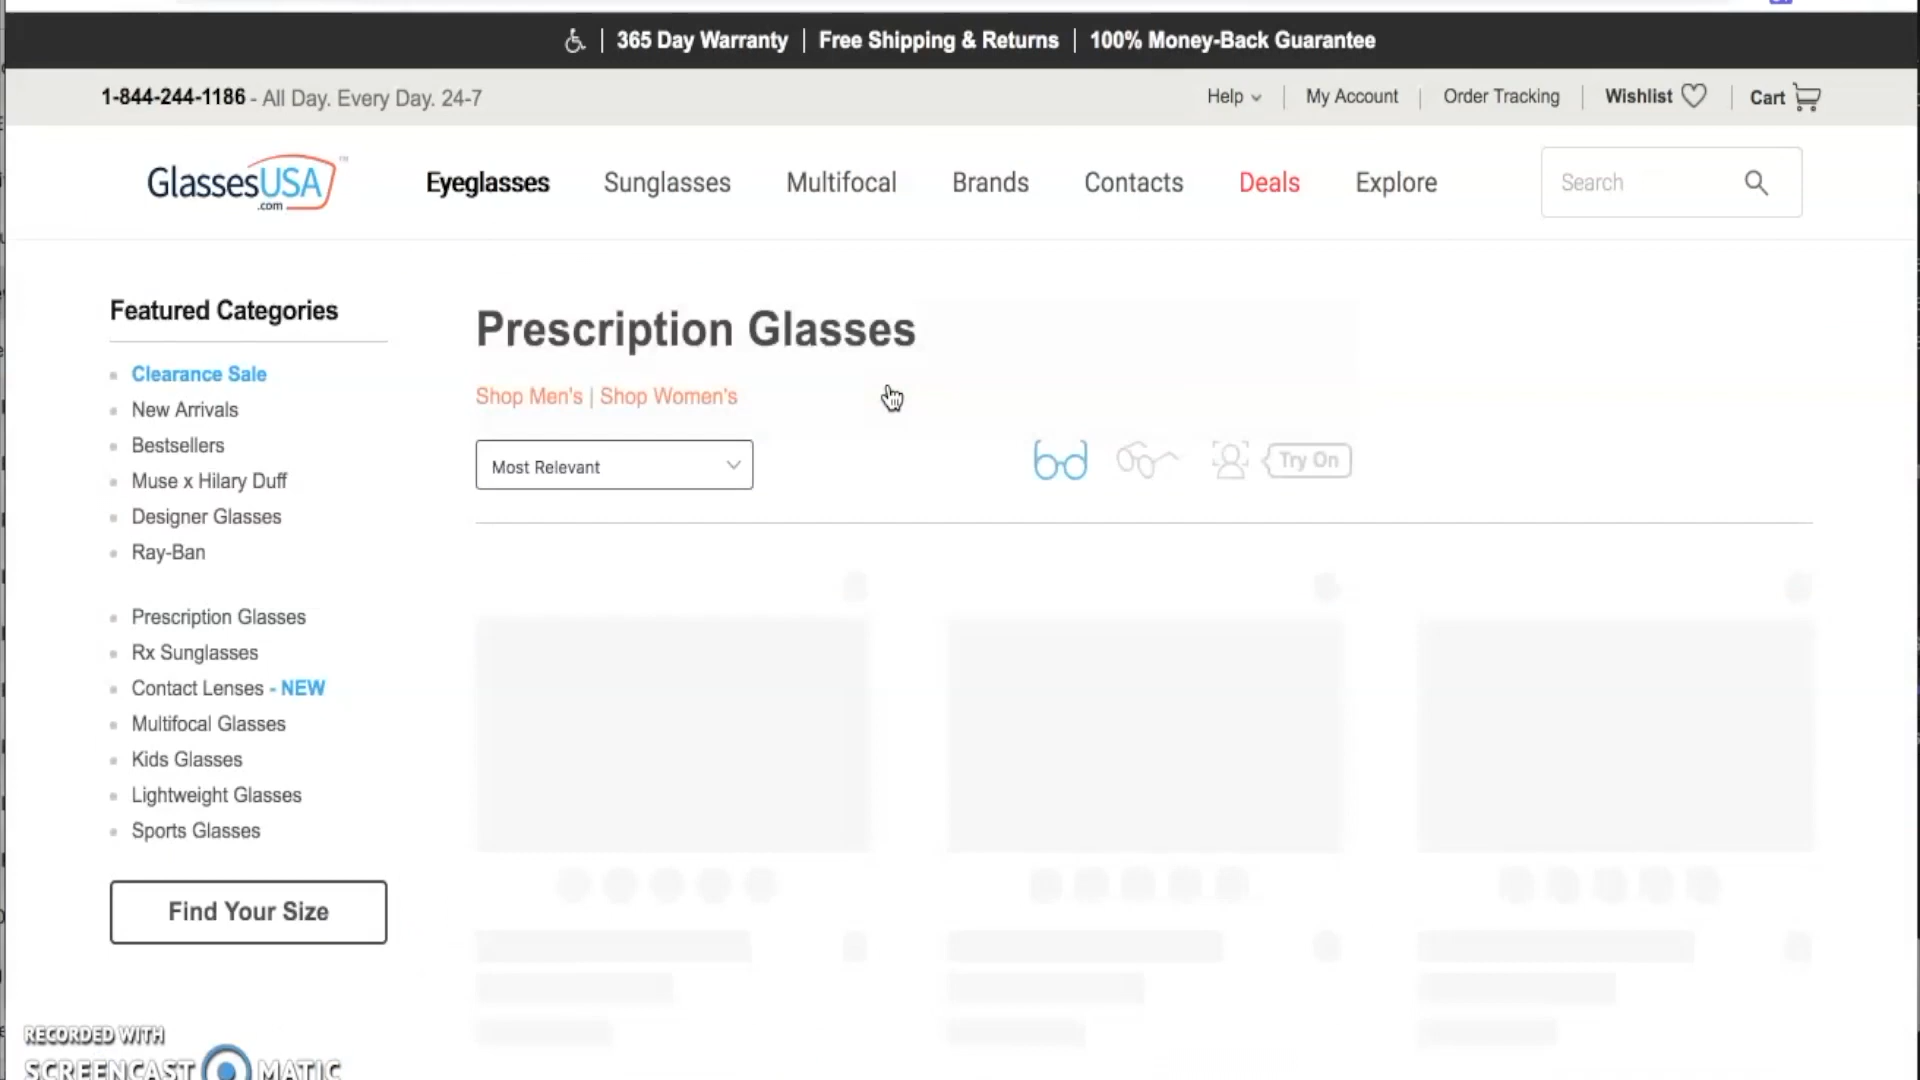 365 Day Warranty | Free Shipping & Returns | 100% Money-Back Guarantee
1-844-244-1186 - All Day. Every Day. 24-7
Help | My Account | Order Tracking | Wishlist | Cart
GlassesUSA™
.com
Eyeglasses Sunglasses Multifocal Brands Contacts Deals Explore
Search
Featured Categories
Clearance Sale
New Arrivals
Bestsellers
Muse x Hilary Duff
Designer Glasses
Ray-Ban
Prescription Glasses
Rx Sunglasses
Contact Lenses - NEW
Multifocal Glasses
Kids Glasses
Lightweight Glasses
Sports Glasses
Find Your Size
Prescription Glasses
Shop Men's | Shop Women's
Most Relevant
Try On
RECORDED WITH
SCREENCAST MATIC